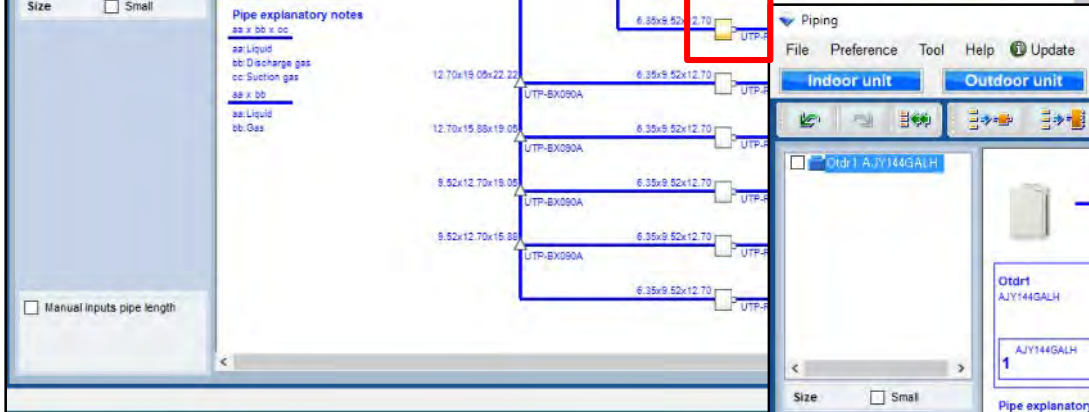 Size
Small
Pipe explanatory notes
aa x bb x cc
aa:Liquid
bb:Discharge gas
cc:Suction gas
aa x bb
aa:Liquid
bb:Gas
6.35x9.52x12.70
12.70x19.05x22.22
UTP-BX090A
6.35x9.52x12.70
12.70x15.88x19.05
UTP-BX090A
6.35x9.52x12.70
9.52x12.70x19.05
UTP-BX090A
6.35x9.52x12.70
9.52x12.70x15.88
UTP-BX090A
6.35x9.52x12.70
6.35x9.52x12.70
Manual inputs pipe length
Piping
File Preference Tool Help Update
Indoor unit
Outdoor unit
Otdr1 AJY144GALH
Otdr1
AJY144GALH
AJY144GALH
1
Size
Small
Pipe explanatory